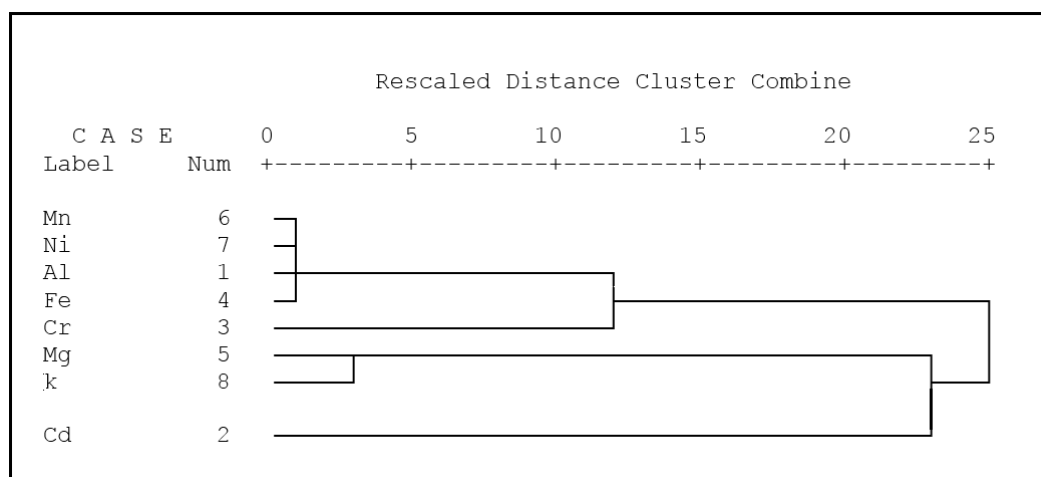 Rescaled Distance Cluster Combine
C A S E 0 5 10 15 20 25
Label Num +---------+---------+---------+---------+---------+
Mn 6
Ni 7
Al 1
Fe 4
Cr 3
Mg 5
k 8
Cd 2